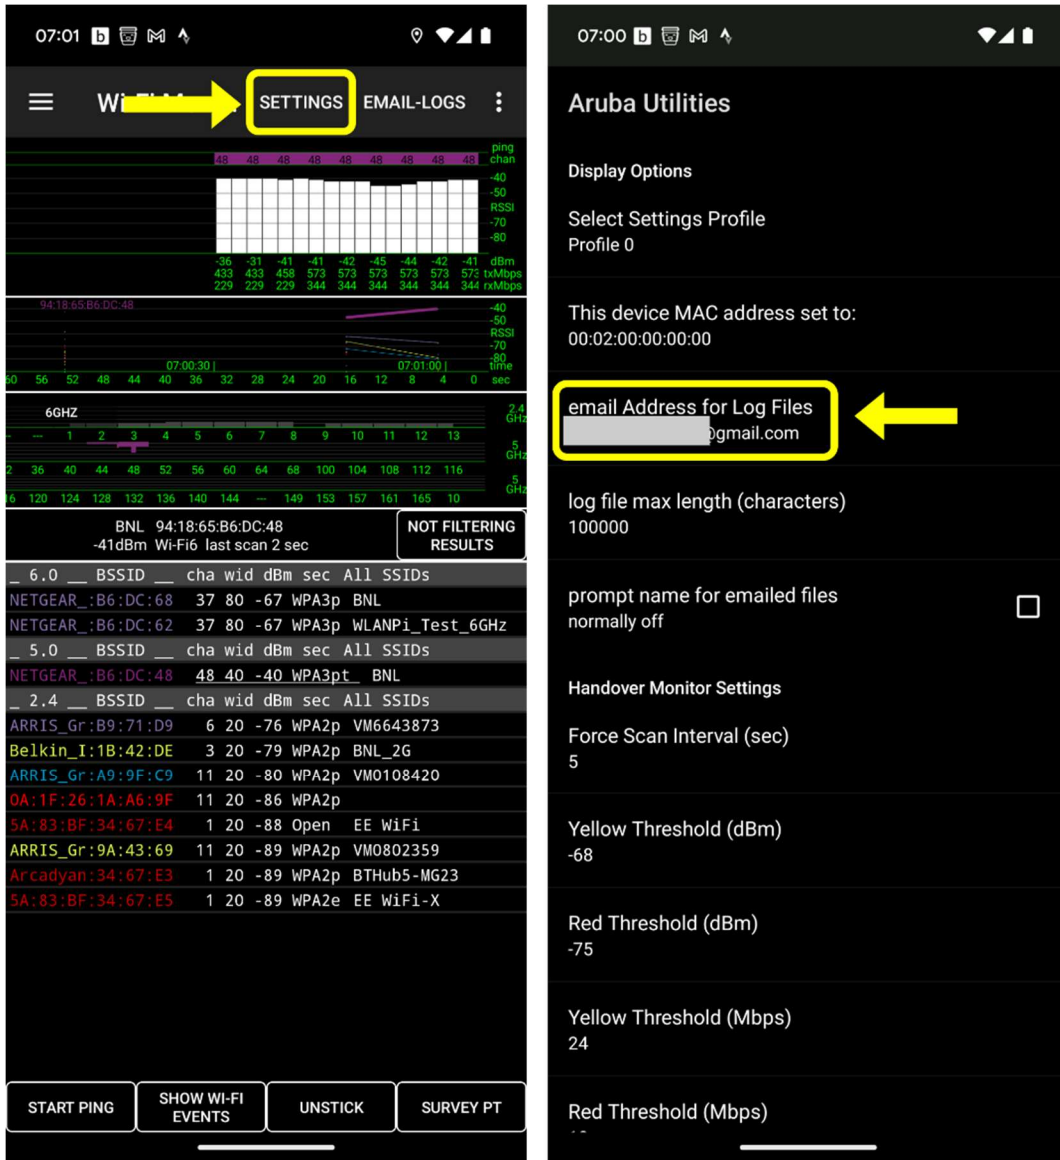 07:01
Wi-Fi M
SETTINGS
EMAIL-LOGS
ping
48 48 48 48 48 48 48 48 48 chan
-40
-50
RSSI
-70
-80
-36 -31 -41 -41 -42 -45 -44 -42 -41 dBm
433 433 458 573 573 573 573 573 573 txMbps
229 229 229 344 344 344 344 344 344 rxMbps
94:18:65:B6:DC:48
-40
-50
RSSI
-70
-80
07:00:30 | 07:01:00 | time
60 56 52 48 44 40 36 32 28 24 20 16 12 8 4 0 sec
6GHZ
2.4
GHz
-- --- 1 2 3 4 5 6 7 8 9 10 11 12 13
5
GHz
2 36 40 44 48 52 56 60 64 68 100 104 108 112 116
5
GHz
16 120 124 128 132 136 140 144 --- 149 153 157 161 165 10
BNL 94:18:65:B6:DC:48
-41dBm Wi-Fi6 last scan 2 sec
NOT FILTERING
RESULTS
_ 6.0 __ BSSID __ cha wid dBm sec All SSIDs
NETGEAR_:B6:DC:68 37 80 -67 WPA3p BNL
NETGEAR_:B6:DC:62 37 80 -67 WPA3p WLANPi_Test_6GHz
_ 5.0 __ BSSID __ cha wid dBm sec All SSIDs
NETGEAR_:B6:DC:48 48 40 -40 WPA3pt_ BNL
_ 2.4 __ BSSID __ cha wid dBm sec All SSIDs
ARRIS_Gr:B9:71:D9 6 20 -76 WPA2p VM6643873
Belkin_I:1B:42:DE 3 20 -79 WPA2p BNL_2G
ARRIS_Gr:A9:9F:C9 11 20 -80 WPA2p VM0108420
0A:1F:26:1A:A6:9F 11 20 -86 WPA2p
5A:83:BF:34:67:E4 1 20 -88 Open EE WiFi
ARRIS_Gr:9A:43:69 11 20 -89 WPA2p VM0802359
Arcadyan:34:67:E3 1 20 -89 WPA2p BTHub5-MG23
5A:83:BF:34:67:E5 1 20 -89 WPA2e EE WiFi-X
START PING
SHOW WI-FI
EVENTS
UNSTICK
SURVEY PT
07:00
Aruba Utilities
Display Options
Select Settings Profile
Profile 0
This device MAC address set to:
00:02:00:00:00:00
email Address for Log Files
@gmail.com
log file max length (characters)
100000
prompt name for emailed files
normally off
Handover Monitor Settings
Force Scan Interval (sec)
5
Yellow Threshold (dBm)
-68
Red Threshold (dBm)
-75
Yellow Threshold (Mbps)
24
Red Threshold (Mbps)